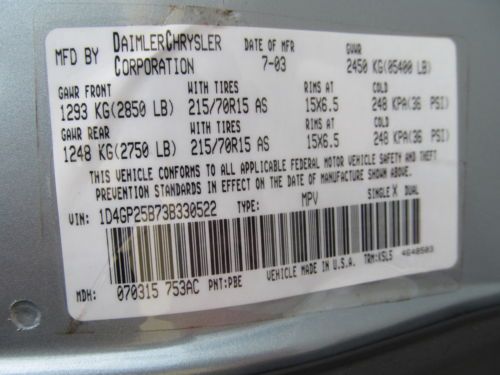 MFD BY DAIMLERCHRYSLER CORPORATION DATE OF MFR 7-03 GVWR 2450 KG(05400 LB)
GAWR FRONT WITH TIRES RIMS AT COLD
1293 KG(2850 LB) 215/70R15 AS 15X6.5 248 KPA(36 PSI)
GAWR REAR WITH TIRES RIMS AT COLD
1248 KG(2750 LB) 215/70R15 AS 15X6.5 248 KPA(36 PSI)
THIS VEHICLE CONFORMS TO ALL APPLICABLE FEDERAL MOTOR VEHICLE SAFETY AND THEFT
PREVENTION STANDARDS IN EFFECT ON THE DATE OF MANUFACTURE SHOWN ABOVE.
VIN: 1D4GP25B73B330522 TYPE: MPV SINGLE X DUAL
VEHICLE MADE IN U.S.A. TRM:KSL5 4648503
MDH: 070315 753AC PNT:PBE